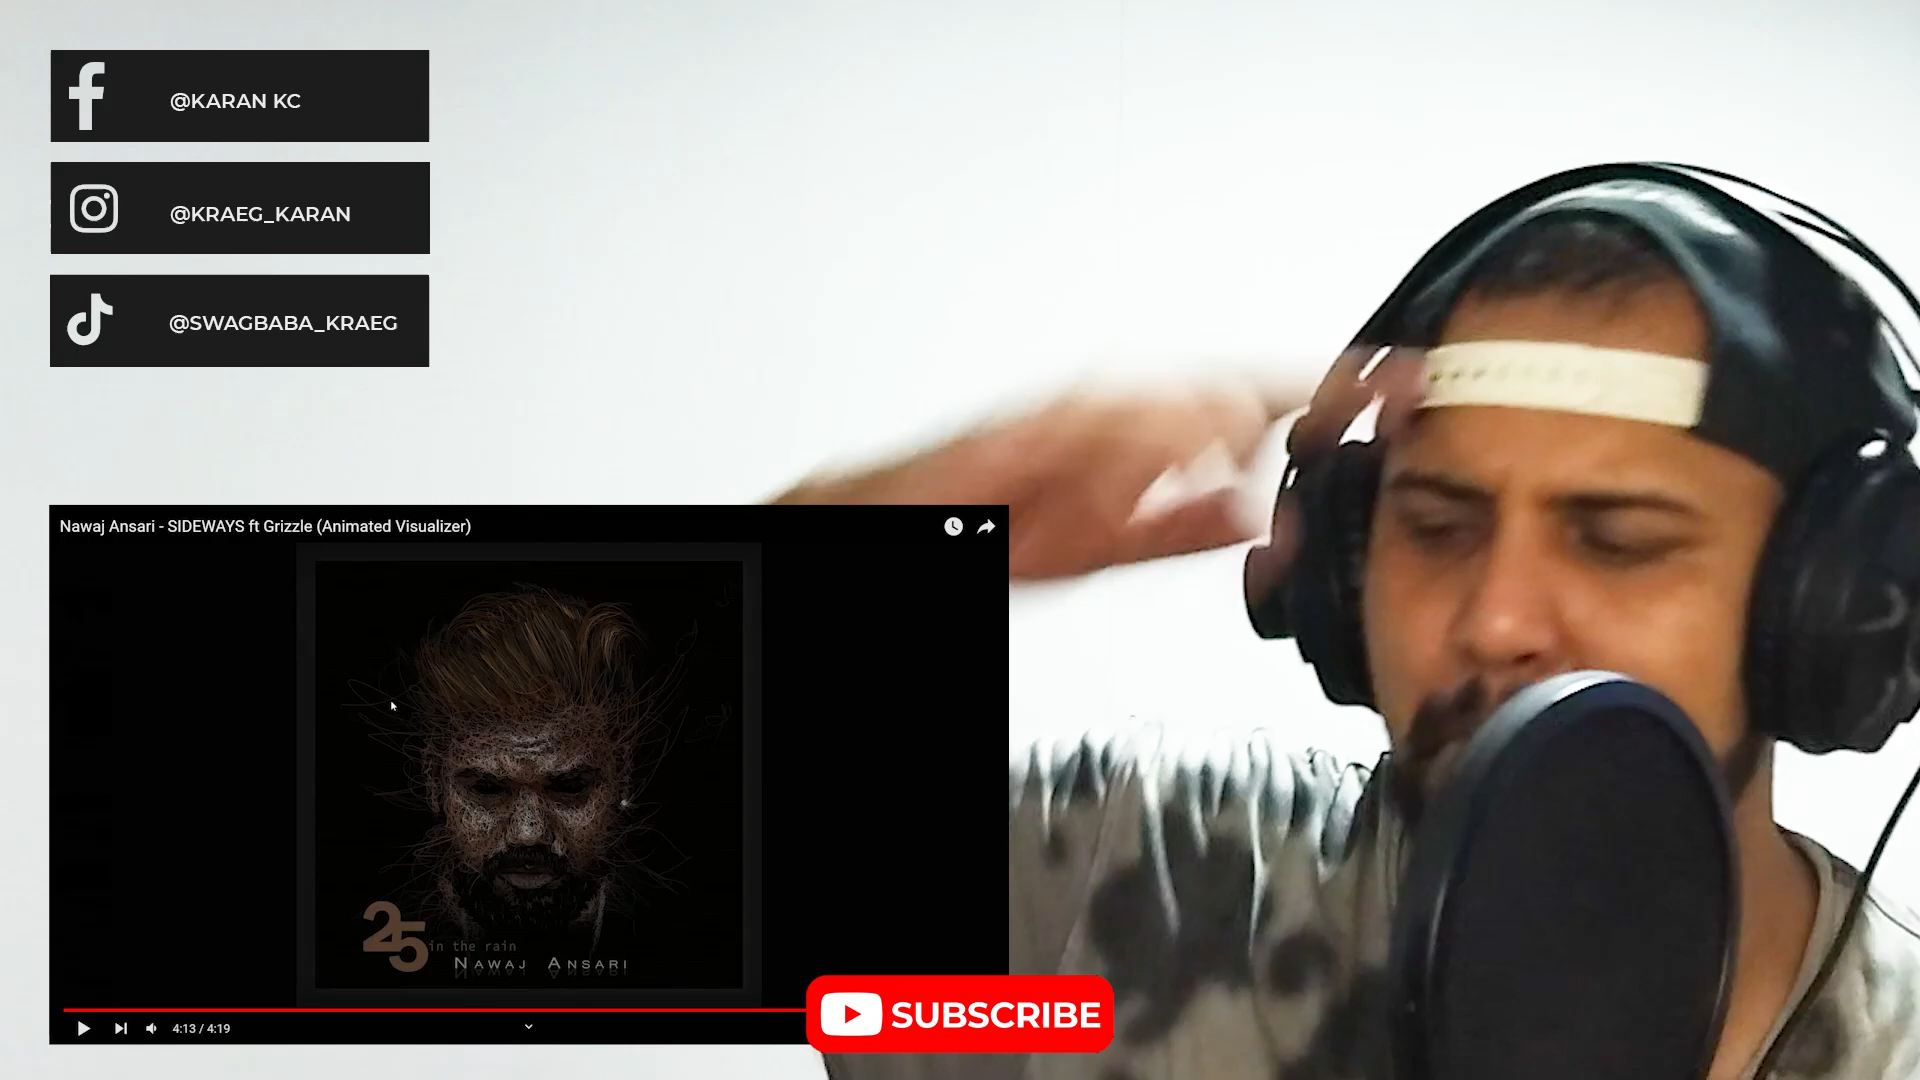 @KARAN KC
@KRAEG_KARAN
@SWAGBABA_KRAEG
Nawaj Ansari - SIDEWAYS ft Grizzle (Animated Visualizer)
25 in the rain
NAWAJ ANSARI
4:13 / 4:19
SUBSCRIBE